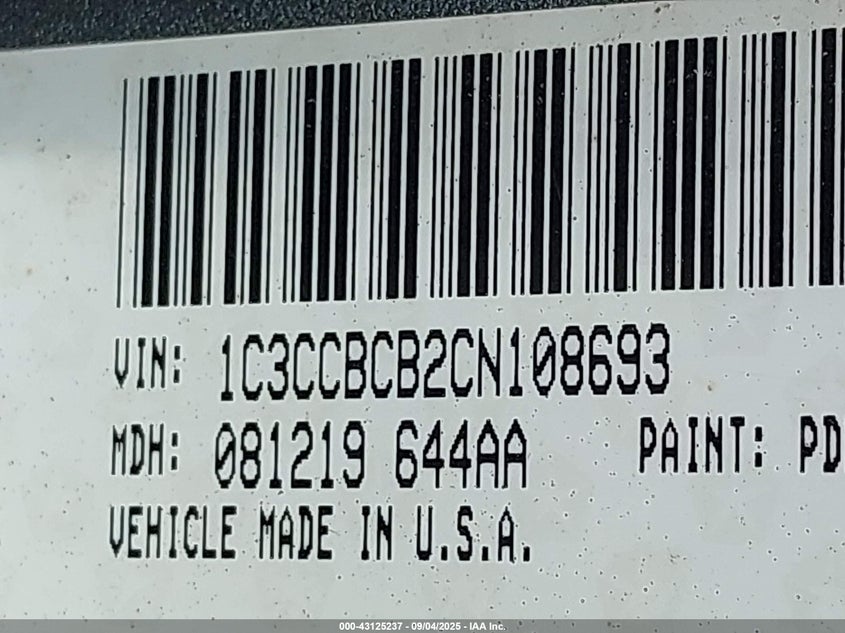 VIN: 1C3CCBCB2CN108693
MDH: 081219 644AA PAINT: PD
VEHICLE MADE IN U.S.A.
000-43125237 - 09/04/2025 - IAA Inc.